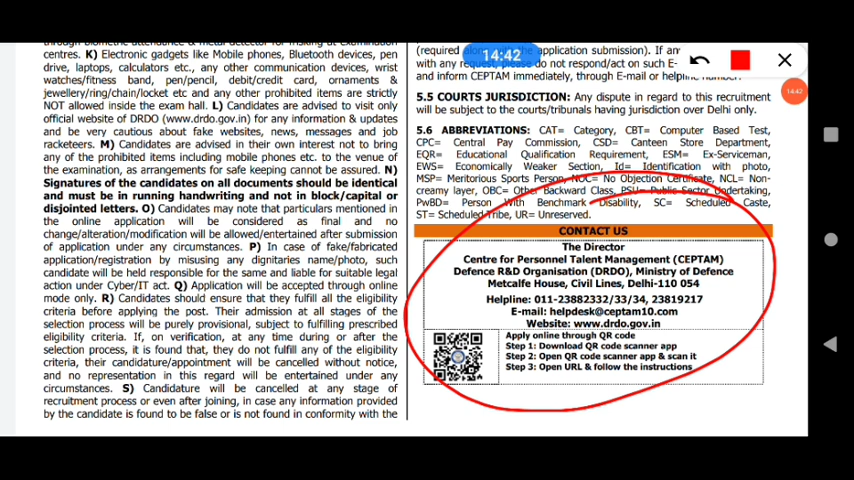 14:42
14:42
through biometric attendance & metal detector for frisking at examination
centres. K) Electronic gadgets like Mobile phones, Bluetooth devices, pen
drive, laptops, calculators etc., any other communication devices, wrist
watches/fitness band, pen/pencil, debit/credit card, ornaments &
jewellery/ring/chain/locket etc and any other prohibited items are strictly
NOT allowed inside the exam hall. L) Candidates are advised to visit only
official website of DRDO (www.drdo.gov.in) for any information & updates
and be very cautious about fake websites, news, messages and job
racketeers. M) Candidates are advised in their own interest not to bring
any of the prohibited items including mobile phones etc. to the venue of
the examination, as arrangements for safe keeping cannot be assured. N)
Signatures of the candidates on all documents should be identical
and must be in running handwriting and not in block/capital or
disjointed letters. O) Candidates may note that particulars mentioned in
the online application will be considered as final and no
change/alteration/modification will be allowed/entertained after submission
of application under any circumstances. P) In case of fake/fabricated
application/registration by misusing any dignitaries name/photo, such
candidate will be held responsible for the same and liable for suitable legal
action under Cyber/IT act. Q) Application will be accepted through online
mode only. R) Candidates should ensure that they fulfill all the eligibility
criteria before applying the post. Their admission at all stages of the
selection process will be purely provisional, subject to fulfilling prescribed
eligibility criteria. If, on verification, at any time during or after the
selection process, it is found that, they do not fulfill any of the eligibility
criteria, their candidature/appointment will be cancelled without notice,
and no representation in this regard will be entertained under any
circumstances. S) Candidature will be cancelled at any stage of
recruitment process or even after joining, in case any information provided
by the candidate is found to be false or is not found in conformity with the
(required along with the application submission). If any
with any request, please do not respond/act on such E-
and inform CEPTAM immediately, through E-mail or helpline number.
5.5 COURTS JURISDICTION: Any dispute in regard to this recruitment
will be subject to the courts/tribunals having jurisdiction over Delhi only.
5.6 ABBREVIATIONS: CAT= Category, CBT= Computer Based Test,
CPC= Central Pay Commission, CSD= Canteen Store Department,
EQR= Educational Qualification Requirement, ESM= Ex-Serviceman,
EWS= Economically Weaker Section, Id= Identification with photo,
MSP= Meritorious Sports Person, NOC= No Objection Certificate, NCL= Non-
creamy layer, OBC= Other Backward Class, PSU= Public Sector Undertaking,
PwBD= Person With Benchmark Disability, SC= Scheduled Caste,
ST= Scheduled Tribe, UR= Unreserved.
CONTACT US
The Director
Centre for Personnel Talent Management (CEPTAM)
Defence R&D Organisation (DRDO), Ministry of Defence
Metcalfe House, Civil Lines, Delhi-110 054
Helpline: 011-23882332/33/34, 23819217
E-mail: helpdesk@ceptam10.com
Website: www.drdo.gov.in
Apply online through QR code
Step 1: Download QR code scanner app
Step 2: Open QR code scanner app & scan it
Step 3: Open URL & follow the instructions